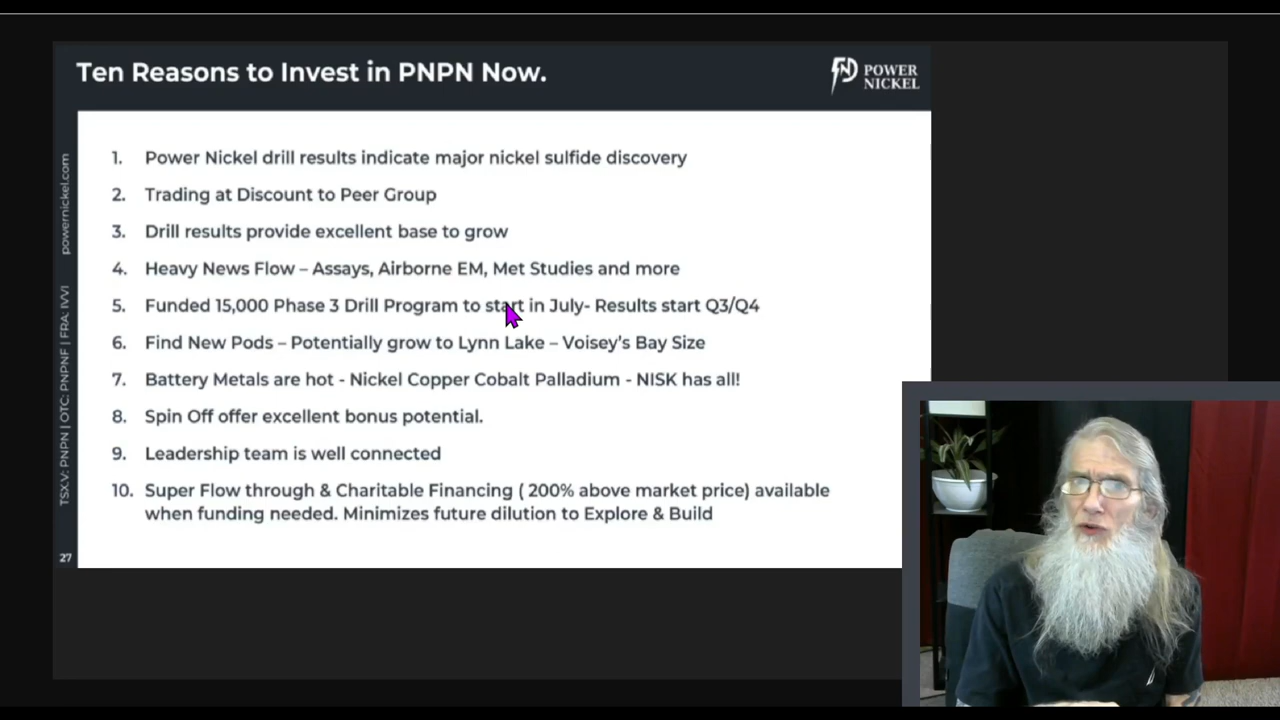 Ten Reasons to Invest in PNPN Now.
POWER
NICKEL
1. Power Nickel drill results indicate major nickel sulfide discovery
2. Trading at Discount to Peer Group
3. Drill results provide excellent base to grow
4. Heavy News Flow – Assays, Airborne EM, Met Studies and more
5. Funded 15,000 Phase 3 Drill Program to start in July- Results start Q3/Q4
6. Find New Pods – Potentially grow to Lynn Lake – Voisey's Bay Size
7. Battery Metals are hot - Nickel Copper Cobalt Palladium - NISK has all!
8. Spin Off offer excellent bonus potential.
9. Leadership team is well connected
10. Super Flow through & Charitable Financing ( 200% above market price) available
when funding needed. Minimizes future dilution to Explore & Build
TSX.V: PNPN | OTC: PNPNF | FRA: IVVI powernickel.com
27